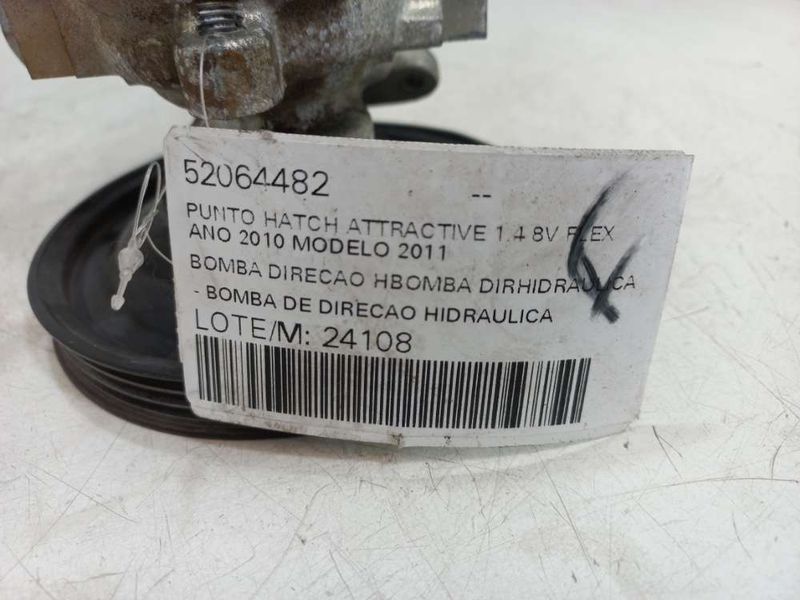 52064482 --
PUNTO HATCH ATTRACTIVE 1.4 8V FLEX
ANO 2010 MODELO 2011
BOMBA DIRECAO HBOMBA DIRHIDRAULICA
- BOMBA DE DIRECAO HIDRAULICA
LOTE/M: 24108